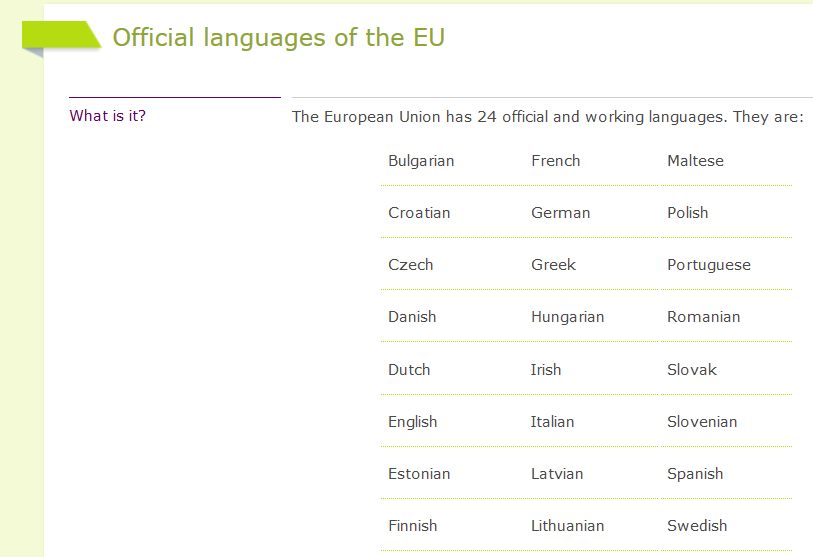 Official languages of the EU
What is it?
The European Union has 24 official and working languages. They are:
Bulgarian French Maltese
Croatian German Polish
Czech Greek Portuguese
Danish Hungarian Romanian
Dutch Irish Slovak
English Italian Slovenian
Estonian Latvian Spanish
Finnish Lithuanian Swedish